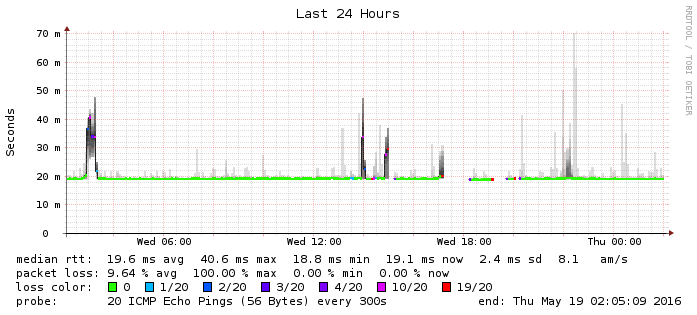 Last 24 Hours
RRDTOOL / TOBI OETIKER
Seconds
70 m
60 m
50 m
40 m
30 m
20 m
10 m
0
Wed 06:00 Wed 12:00 Wed 18:00 Thu 00:00
median rtt: 19.6 ms avg 40.6 ms max 18.8 ms min 19.1 ms now 2.4 ms sd 8.1 am/s
packet loss: 9.64 % avg 100.00 % max 0.00 % min 0.00 % now
loss color: 0 1/20 2/20 3/20 4/20 10/20 19/20
probe: 20 ICMP Echo Pings (56 Bytes) every 300s end: Thu May 19 02:05:09 2016